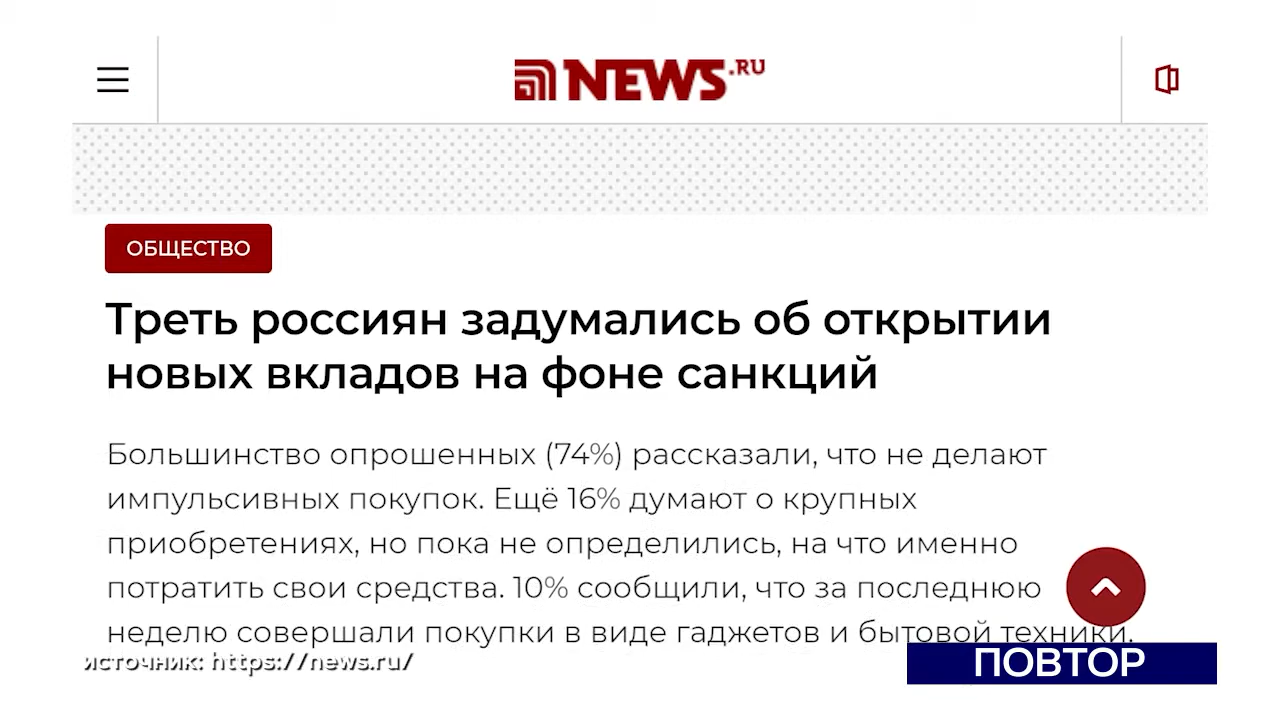 NEWS.RU
ОБЩЕСТВО
Треть россиян задумались об открытии
новых вкладов на фоне санкций
Большинство опрошенных (74%) рассказали, что не делают
импульсивных покупок. Ещё 16% думают о крупных
приобретениях, но пока не определились, на что именно
потратить свои средства. 10% сообщили, что за последнюю
неделю совершали покупки в виде гаджетов и бытовой техники.
источник: https://news.ru/
ПОВТОР